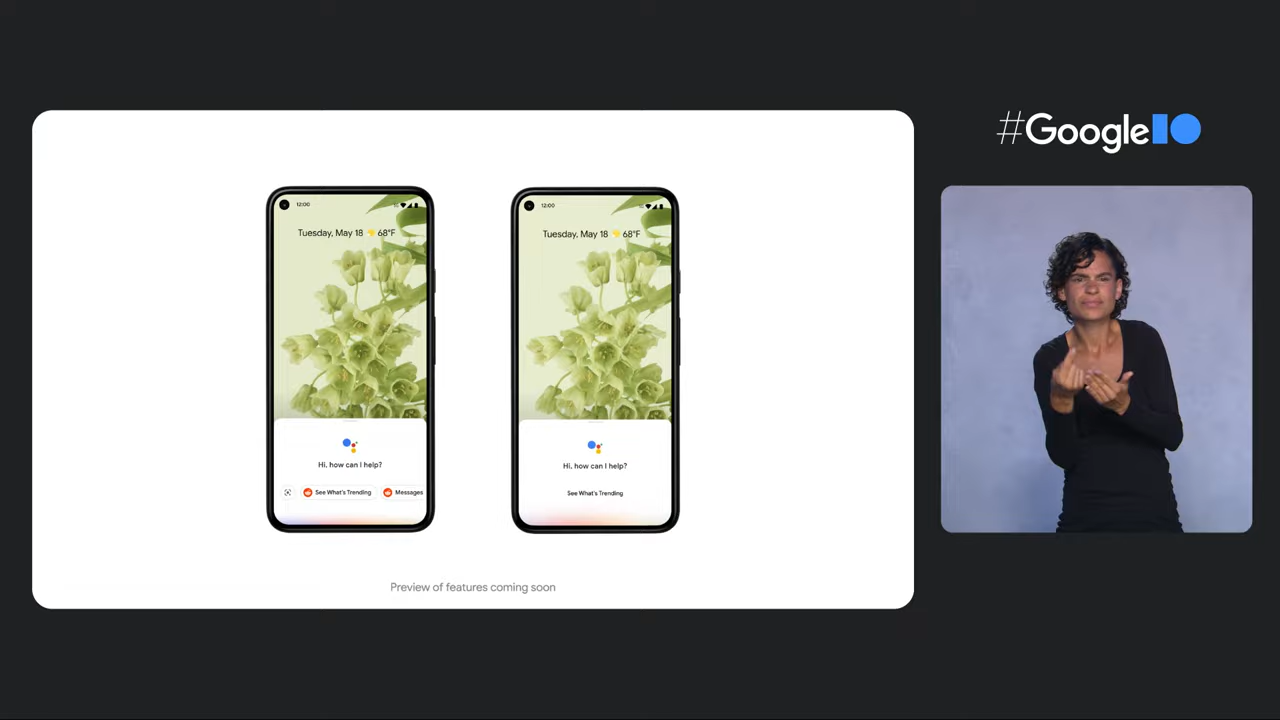 12:00
Tuesday, May 18 68°F
Hi, how can I help?
See What's Trending
Messages
12:00
Tuesday, May 18 68°F
Hi, how can I help?
See What's Trending
Preview of features coming soon
#GoogleIO